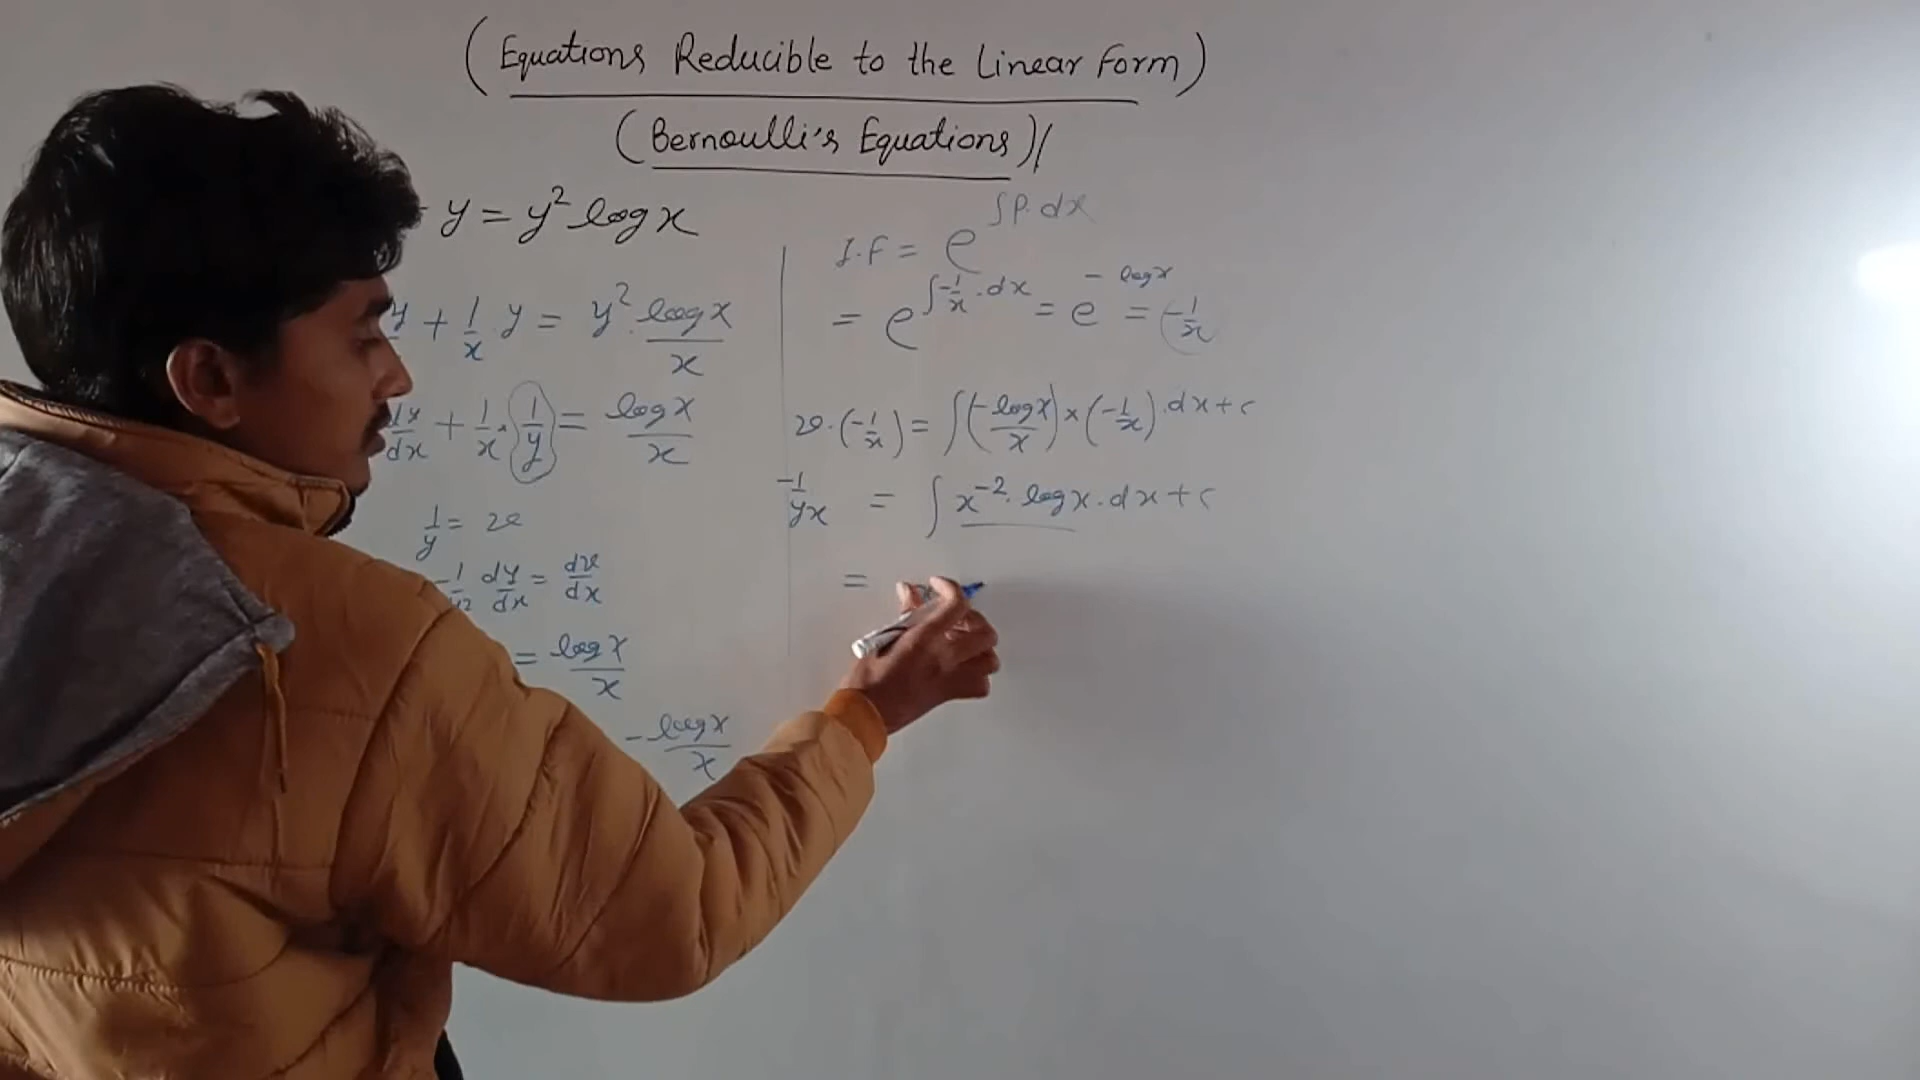 (Equations Reducible to the Linear Form)
(Bernoulli's Equations)/
y = y² log x
y + 1/x . y = y² . log x / x
dy/dx + 1/x . 1/y = log x / x
1/y = v
-1/y² dy/dx = dv/dx
= log x / x
- log x / x
I.F = e^∫P.dx
= e^∫-1/x .dx = e^- log x = (-1/x
v.(-1/x) = ∫(-log x / x) × (-1/x) .dx + c
-1/yx = ∫ x^-2 . log x . dx + c
=